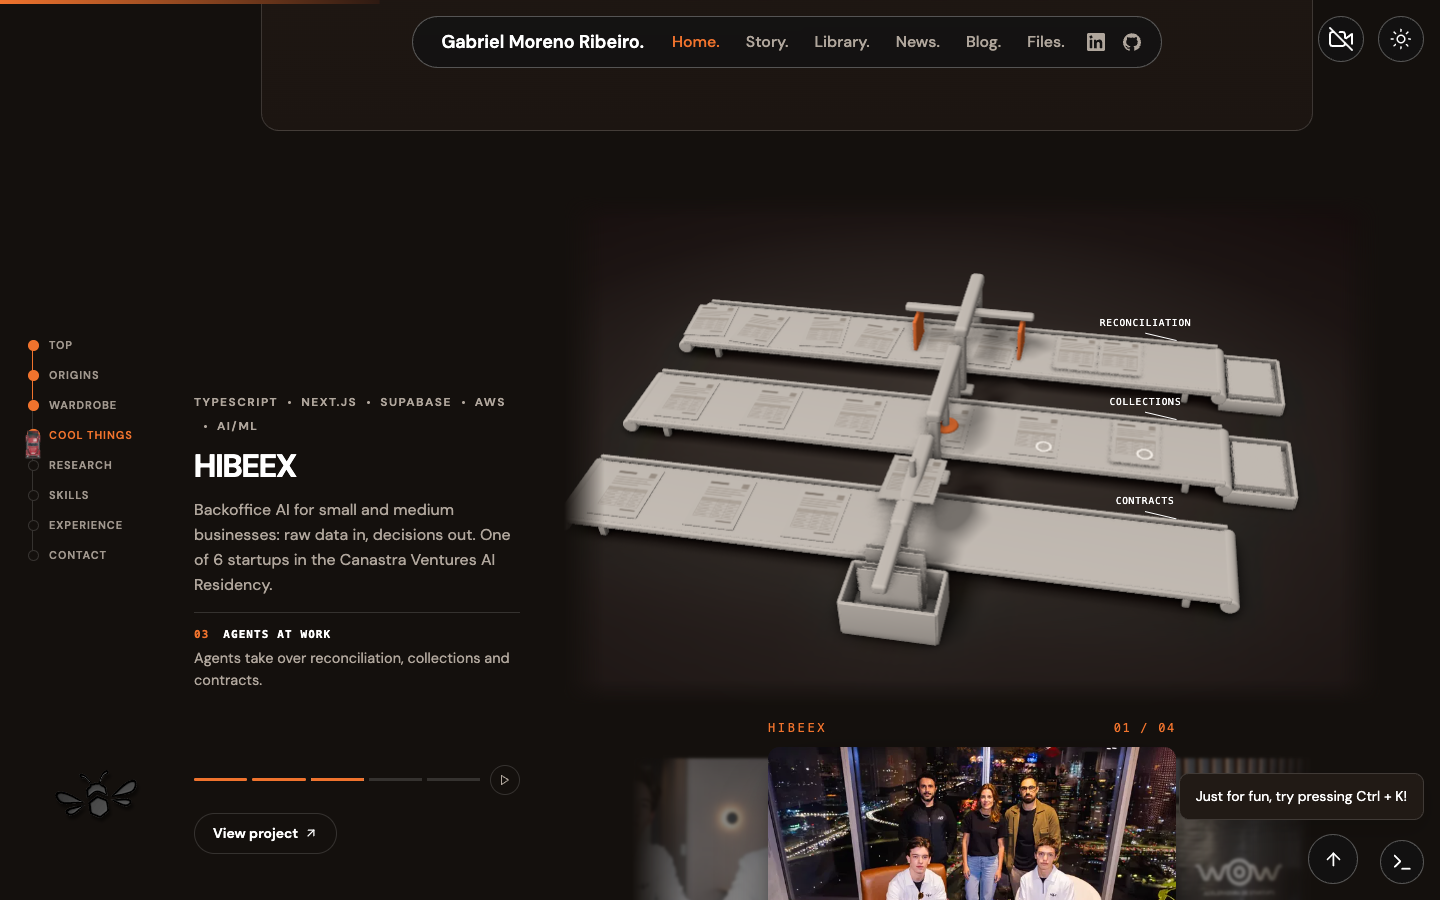 Gabriel Moreno Ribeiro. Home. Story. Library. News. Blog. Files.
RECONCILIATION
COLLECTIONS
CONTRACTS
TOP
ORIGINS
WARDROBE
COOL THINGS
RESEARCH
SKILLS
EXPERIENCE
CONTACT
TYPESCRIPT • NEXT.JS • SUPABASE • AWS
• AI/ML
HIBEEX
Backoffice AI for small and medium
businesses: raw data in, decisions out. One
of 6 startups in the Canastra Ventures AI
Residency.
03 AGENTS AT WORK
Agents take over reconciliation, collections and
contracts.
View project
HIBEEX 01 / 04
Just for fun, try pressing Ctrl + K!
WOW